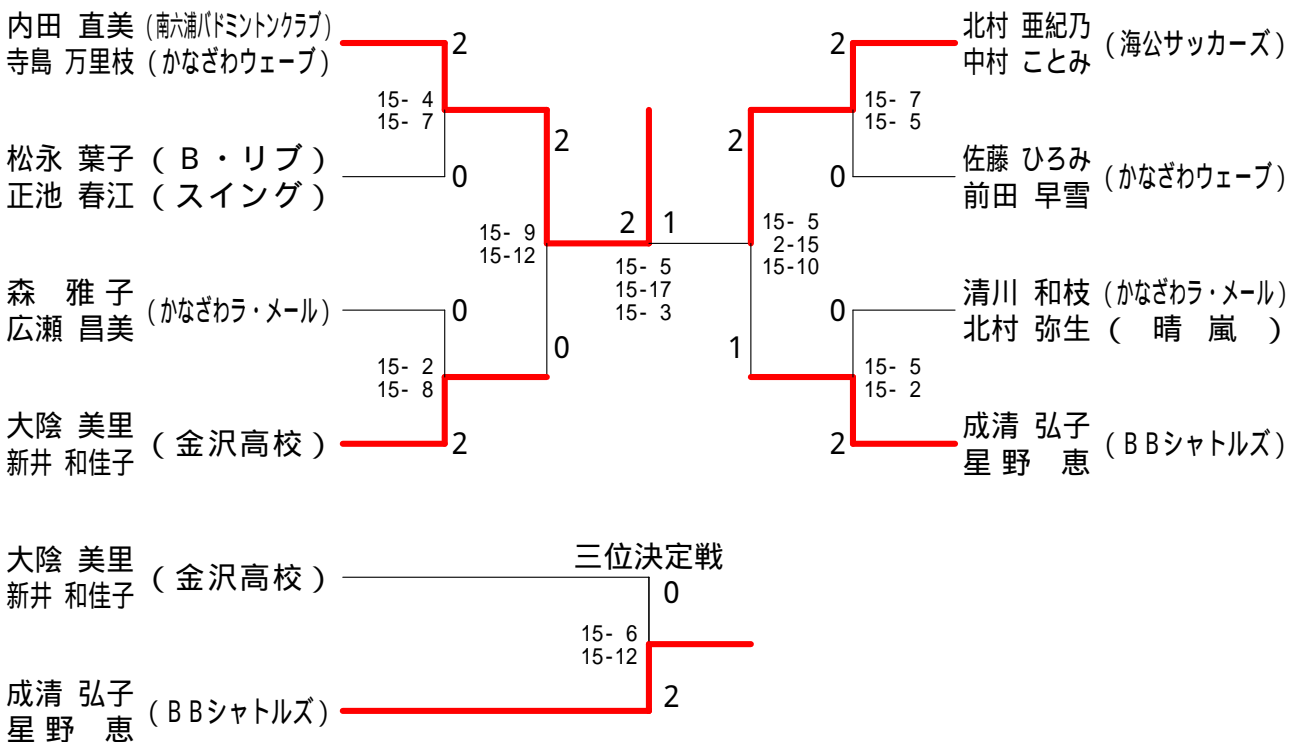 内田 直美 (南六浦バドミントンクラブ)
寺島 万里枝 (かなざわウェーブ)
2
15- 4
15- 7
松永 葉子 (B・リブ)
正池 春江 (スイング)
0
2
15- 9
15-12
森 雅子
広瀬 昌美
(かなざわラ・メール)
0
15- 2
15- 8
0
大陰 美里
新井 和佳子
(金沢高校)
2
2 1
15- 5
15-17
15- 3
2
北村 亜紀乃
中村 ことみ
(海公サッカーズ)
15- 7
15- 5
2
0
佐藤 ひろみ
前田 早雪
(かなざわウェーブ)
15- 5
2-15
15-10
0
清川 和枝 (かなざわラ・メール)
北村 弥生 (晴嵐)
1
15- 5
15- 2
2
成清 弘子
星野 恵
(BBシャトルズ)
三位決定戦
大陰 美里
新井 和佳子
(金沢高校)
0
15- 6
15-12
成清 弘子
星野 恵
(BBシャトルズ)
2